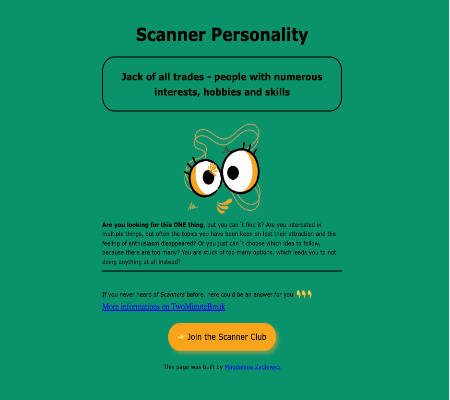 Scanner Personality
Jack of all trades - people with numerous
interests, hobbies and skills
Are you looking for this ONE thing, but you can`t find it? Are you interested in
multiple things, but often the topics you have been keen on lost their attraction and the
feeling of enthusiasm disappeared? Or you just can`t choose which idea to follow,
because there are too many? You are stuck of too many options, which leads you to not
doing anything at all instead?
If you never heard of Scanners before, here could be an answer for you 👇👇👇
More informations on TwoMinuteBreak
👉Join the Scanner Club
This page was built by Magdalena Zyglowicz